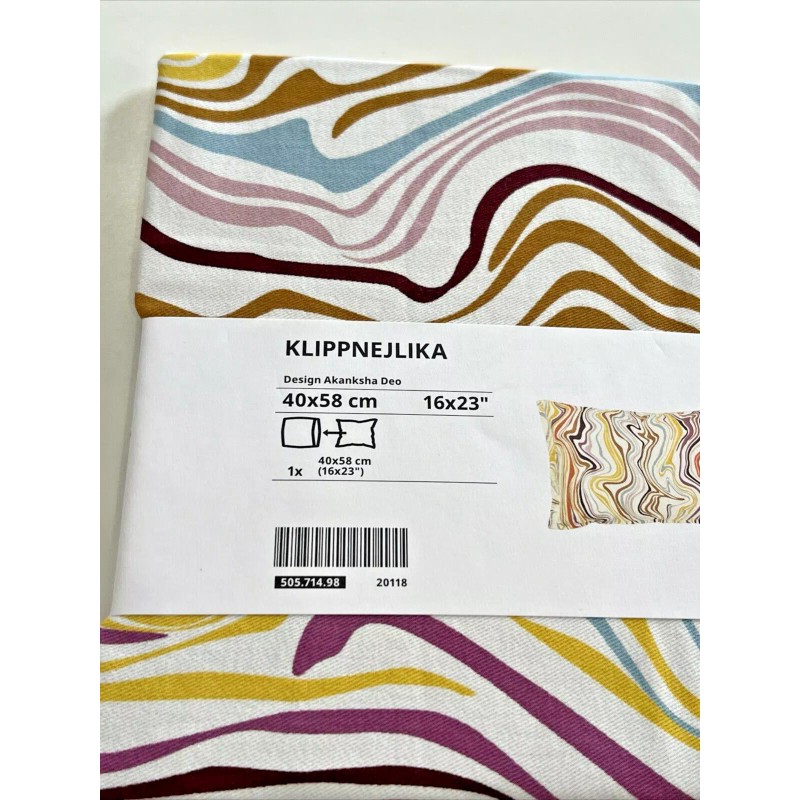 KLIPPNEJLIKA
Design Akanksha Deo
40x58 cm 16x23"
40x58 cm
1x (16x23")
505.714.98 20118